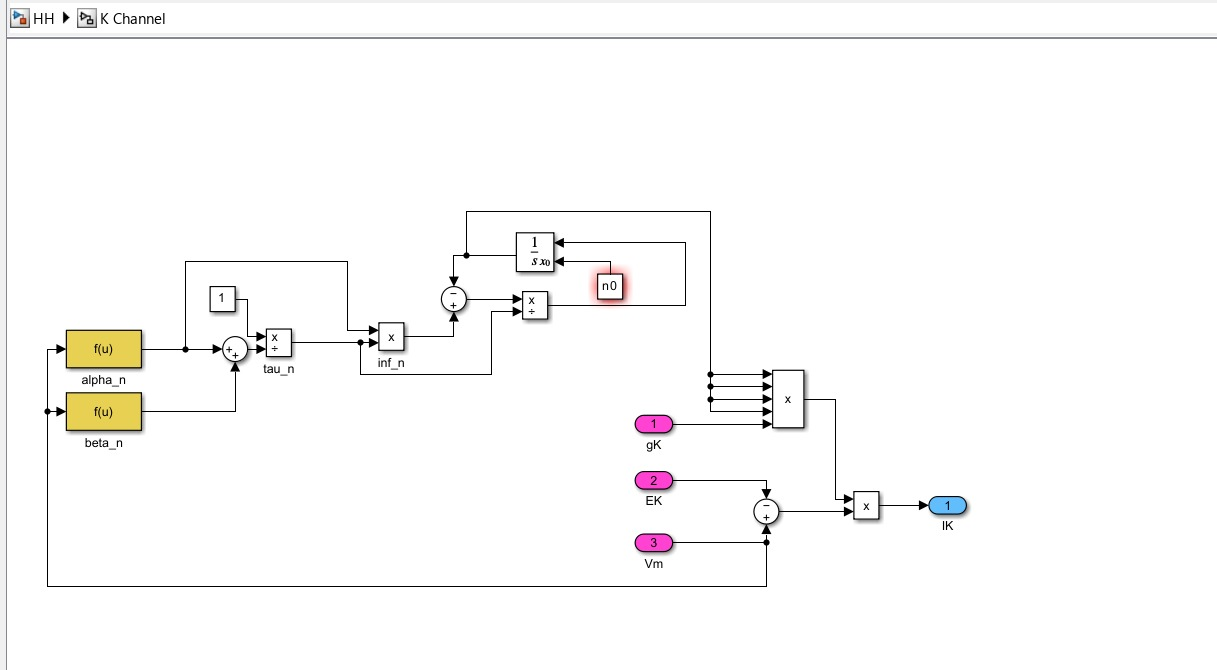 HH ▶ K Channel
1
s x₀
n0
−
+
x
÷
1
f(u)
alpha_n
+
+
x
÷
tau_n
x
inf_n
f(u)
beta_n
x
1
gK
2
EK
−
+
x
1
IK
3
Vm